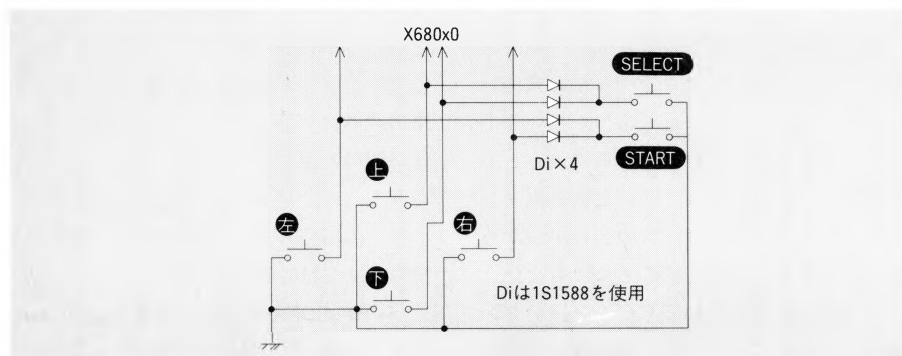 X680x0
SELECT
START
Di×4
上
左
右
下
Diは1S1588を使用